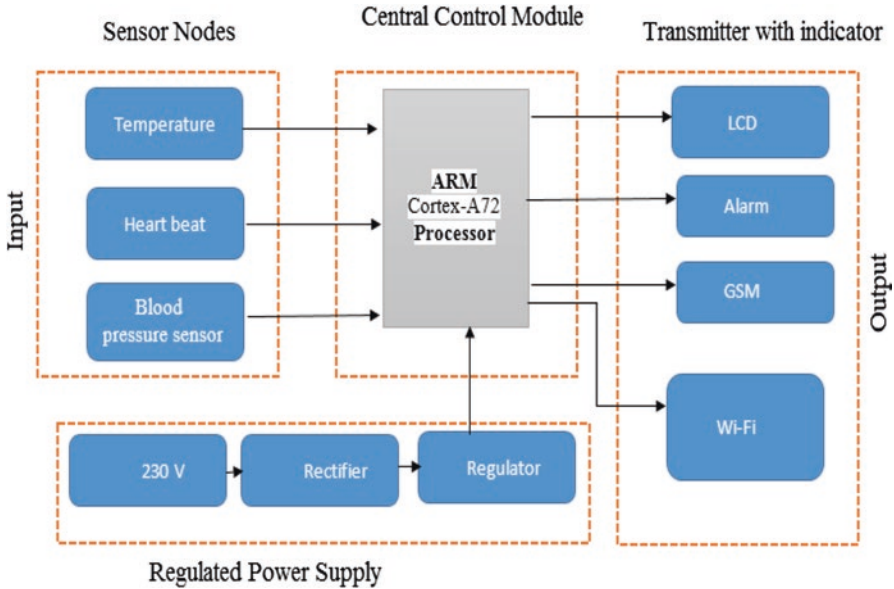 Sensor Nodes
Central Control Module
Transmitter with indicator
Input
Temperature
Heart beat
Blood
pressure sensor
ARM
Cortex-A72
Processor
LCD
Alarm
GSM
Wi-Fi
Output
230 V
Rectifier
Regulator
Regulated Power Supply